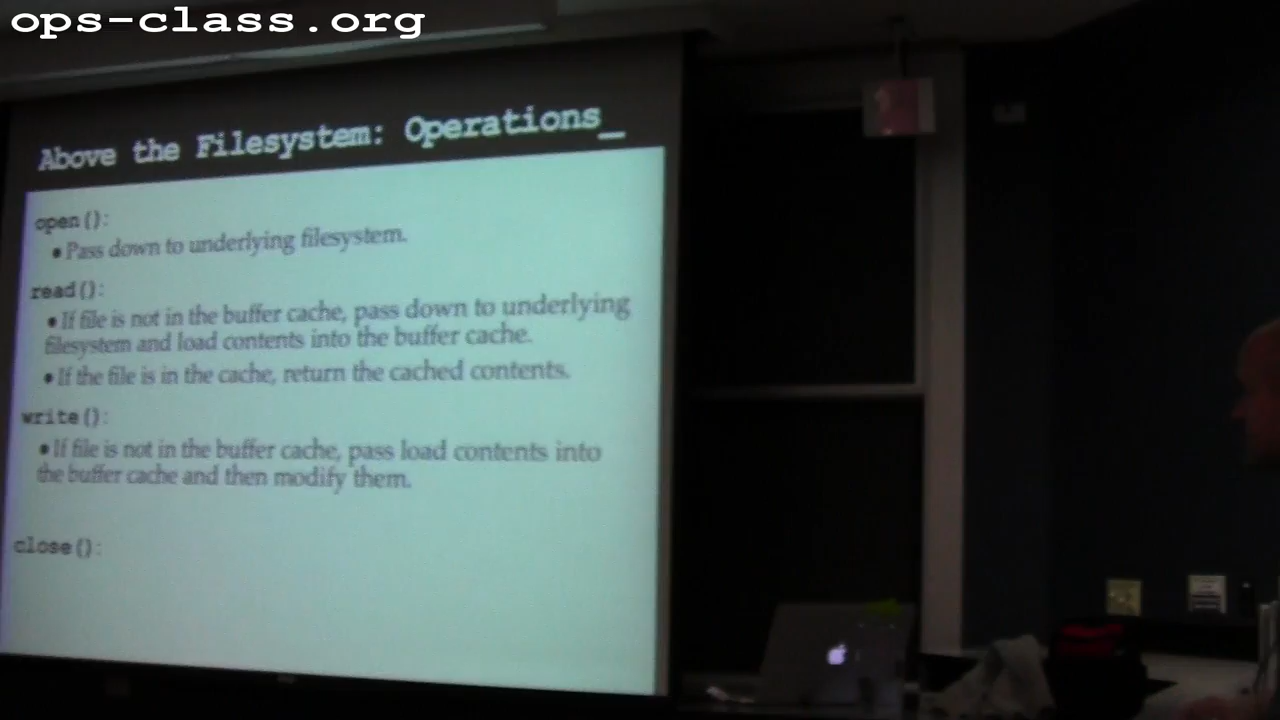 ops-class.org
Above the Filesystem: Operations_
open():
• Pass down to underlying filesystem.
read():
• If file is not in the buffer cache, pass down to underlying
filesystem and load contents into the buffer cache.
• If the file is in the cache, return the cached contents.
write():
• If file is not in the buffer cache, pass load contents into
the buffer cache and then modify them.
close():